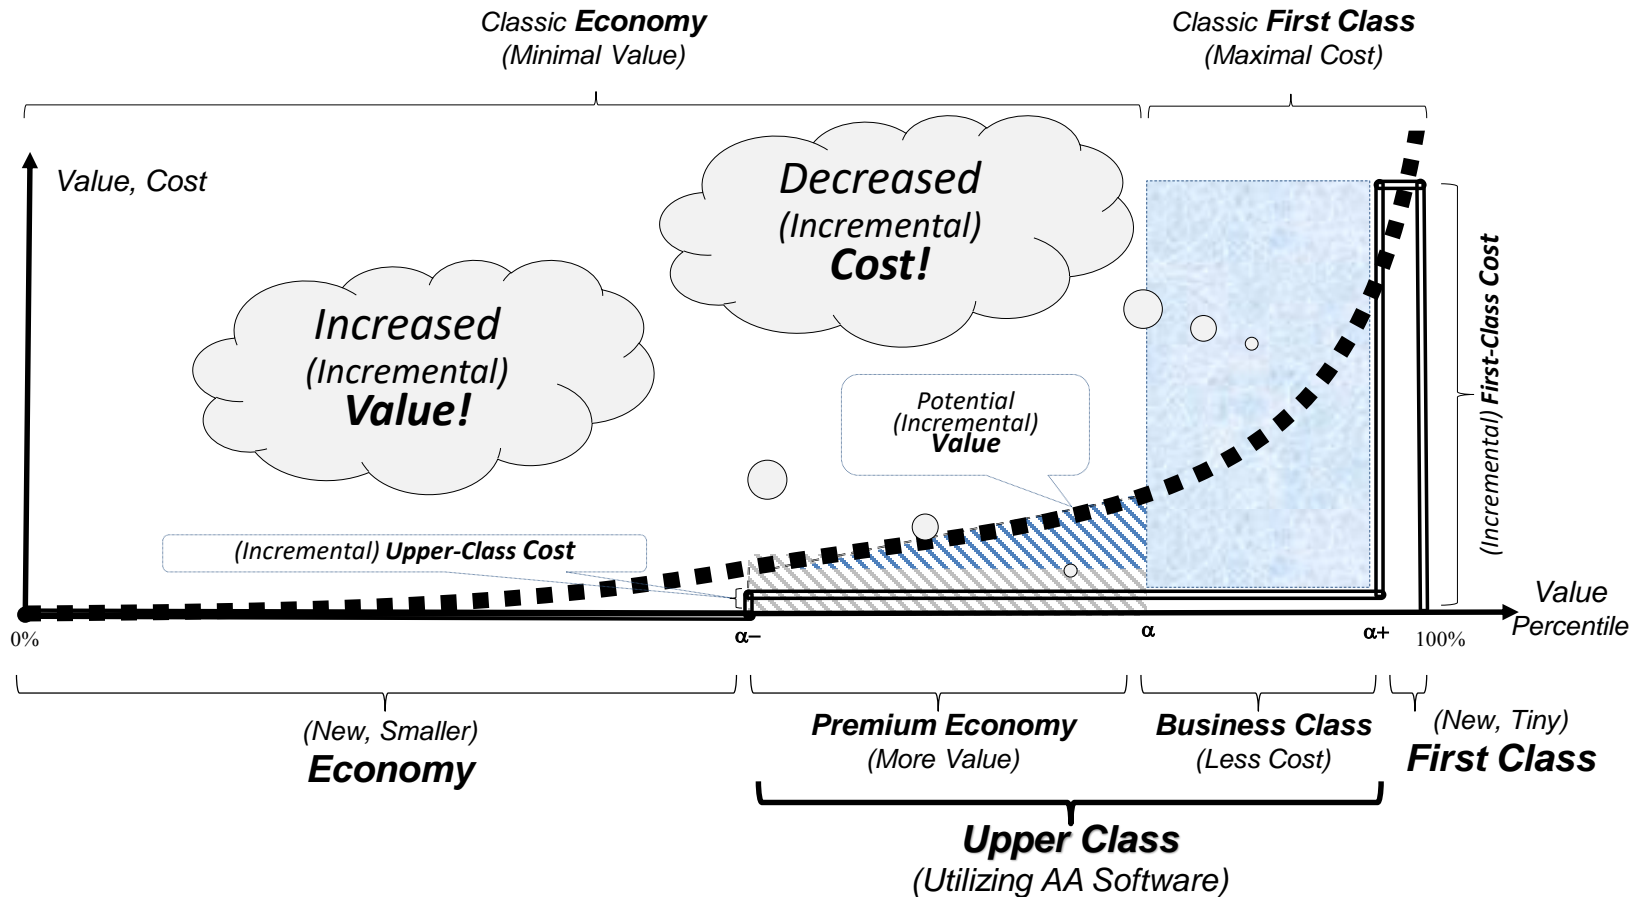 Classic Economy
(Minimal Value)
Classic First Class
(Maximal Cost)
Value, Cost
Decreased
(Incremental)
Cost!
Increased
(Incremental)
Value!
Potential
(Incremental)
Value
(Incremental) First-Class Cost
(Incremental) Upper-Class Cost
Value
Percentile
0%
α−
α
α+
100%
(New, Smaller)
Economy
Premium Economy
(More Value)
Business Class
(Less Cost)
(New, Tiny)
First Class
Upper Class
(Utilizing AA Software)